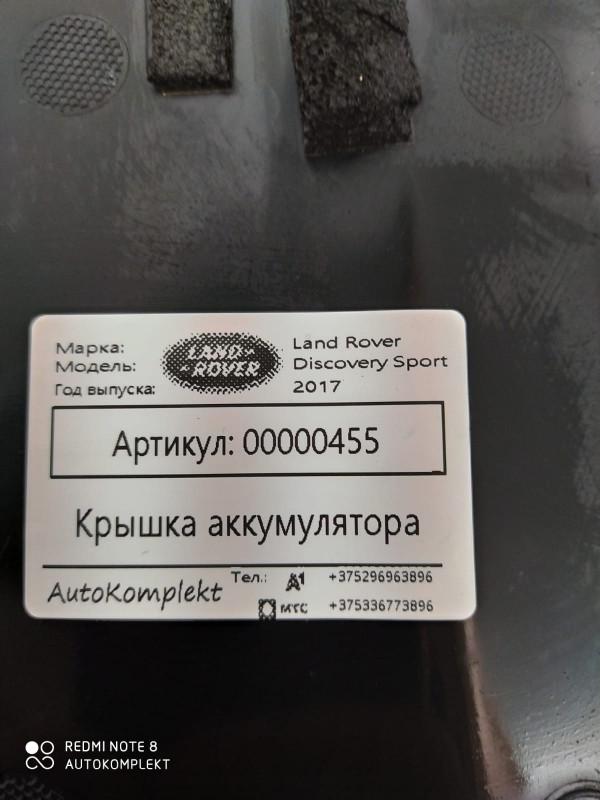 Марка: LAND- Land Rover
Модель: -ROVER Discovery Sport
Год выпуска: 2017
Артикул: 00000455
Крышка аккумулятора
AutoKomplekt Тел.: A1 +375296963896
МТС +375336773896
REDMI NOTE 8
AUTOKOMPLEKT